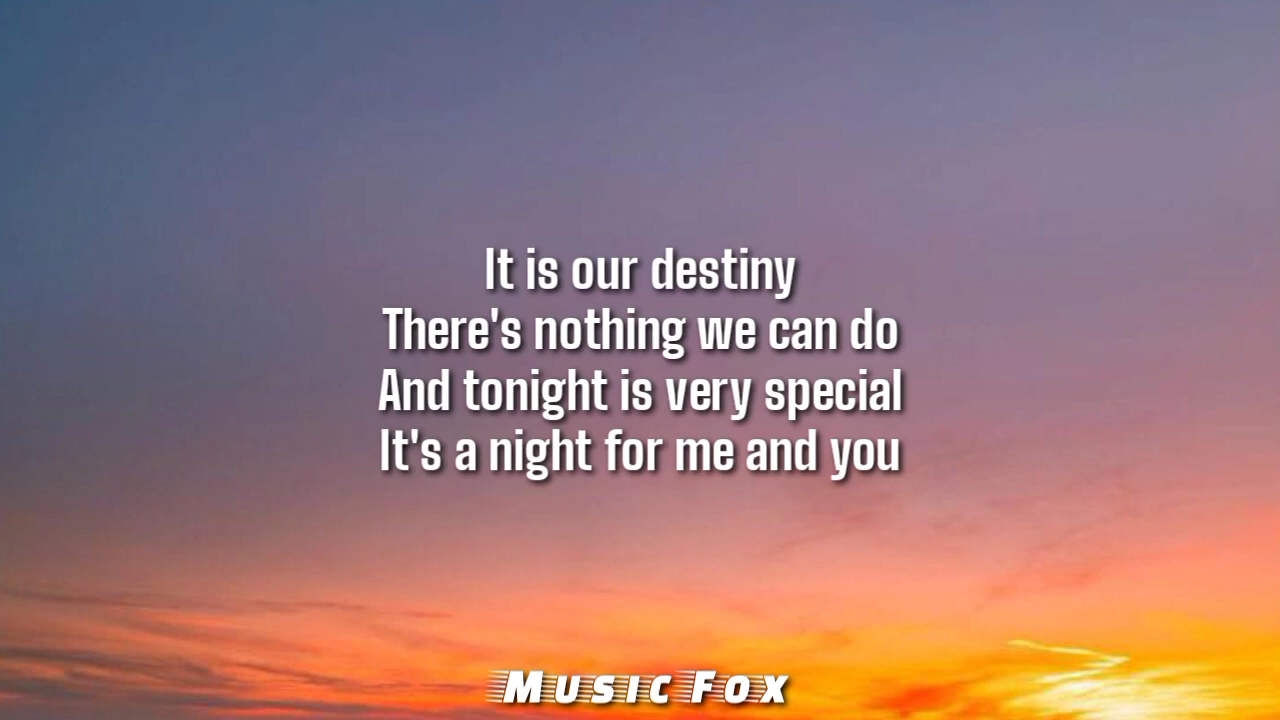 It is our destiny
There's nothing we can do
And tonight is very special
It's a night for me and you
Music Fox